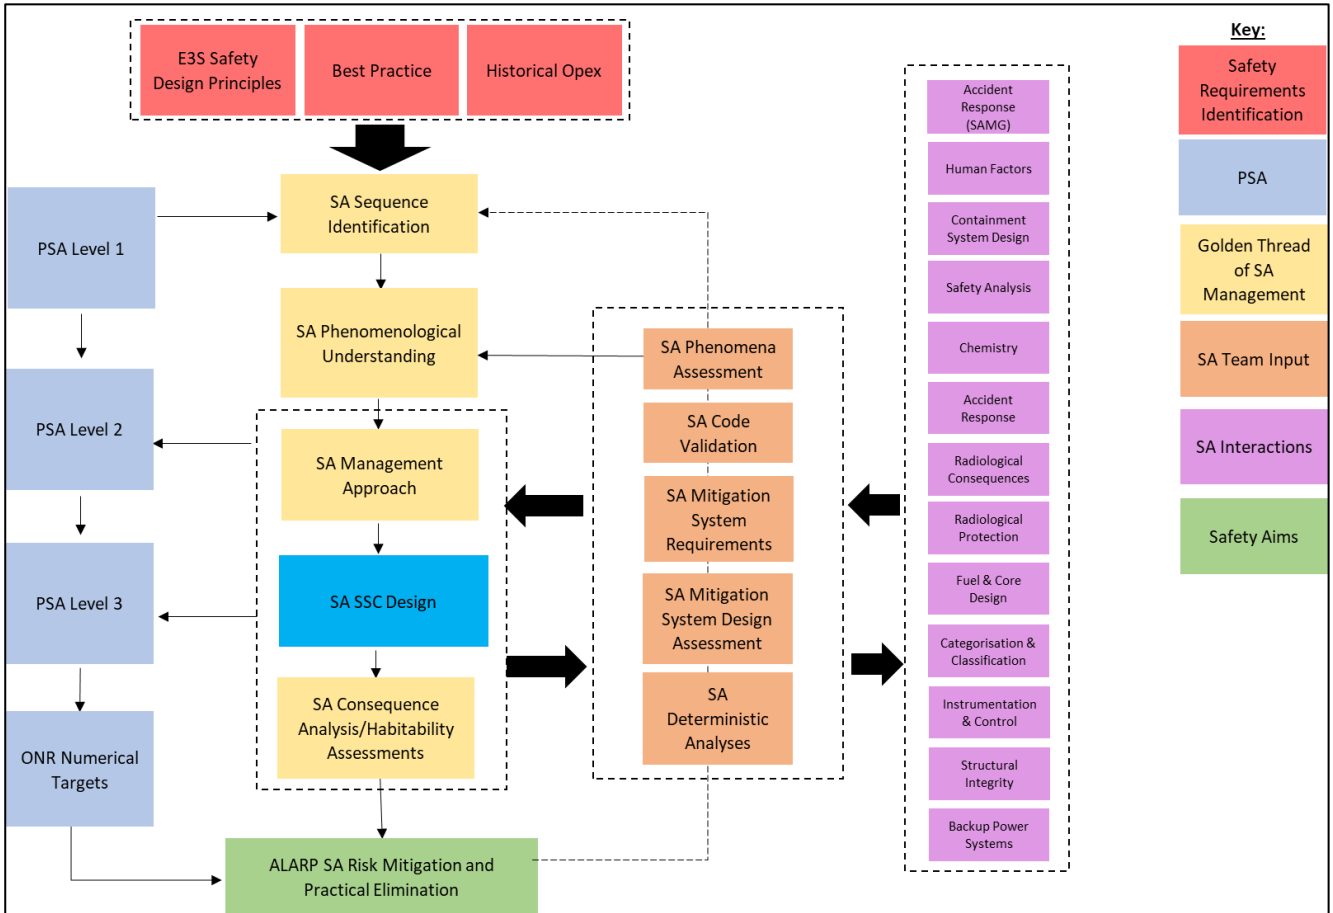 E3S Safety
Design Principles
Best Practice
Historical Opex
PSA Level 1
PSA Level 2
PSA Level 3
ONR Numerical
Targets
SA Sequence
Identification
SA Phenomenological
Understanding
SA Management
Approach
SA SSC Design
SA Consequence
Analysis/Habitability
Assessments
ALARP SA Risk Mitigation and
Practical Elimination
SA Phenomena
Assessment
SA Code
Validation
SA Mitigation
System
Requirements
SA Mitigation
System Design
Assessment
SA
Deterministic
Analyses
Accident
Response
(SAMG)
Human Factors
Containment
System Design
Safety Analysis
Chemistry
Accident
Response
Radiological
Consequences
Radiological
Protection
Fuel & Core
Design
Categorisation &
Classification
Instrumentation
& Control
Structural
Integrity
Backup Power
Systems
Key:
Safety
Requirements
Identification
PSA
Golden Thread
of SA
Management
SA Team Input
SA Interactions
Safety Aims